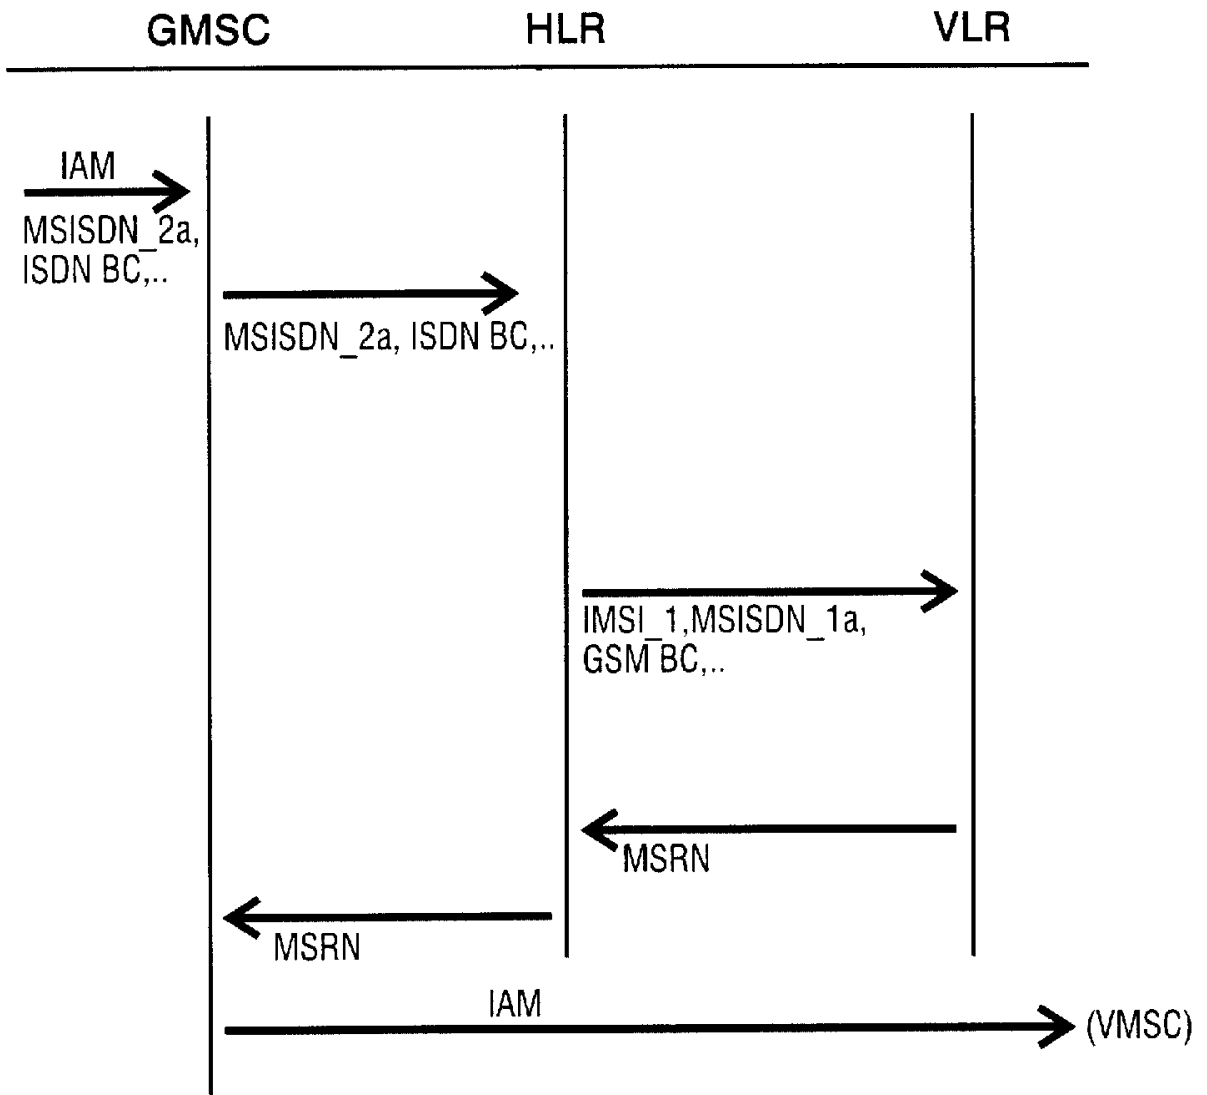 GMSC HLR VLR
IAM
MSISDN_2a,
ISDN BC,..
MSISDN_2a, ISDN BC,..
IMSI_1,MSISDN_1a,
GSM BC,..
MSRN
MSRN
IAM
(VMSC)